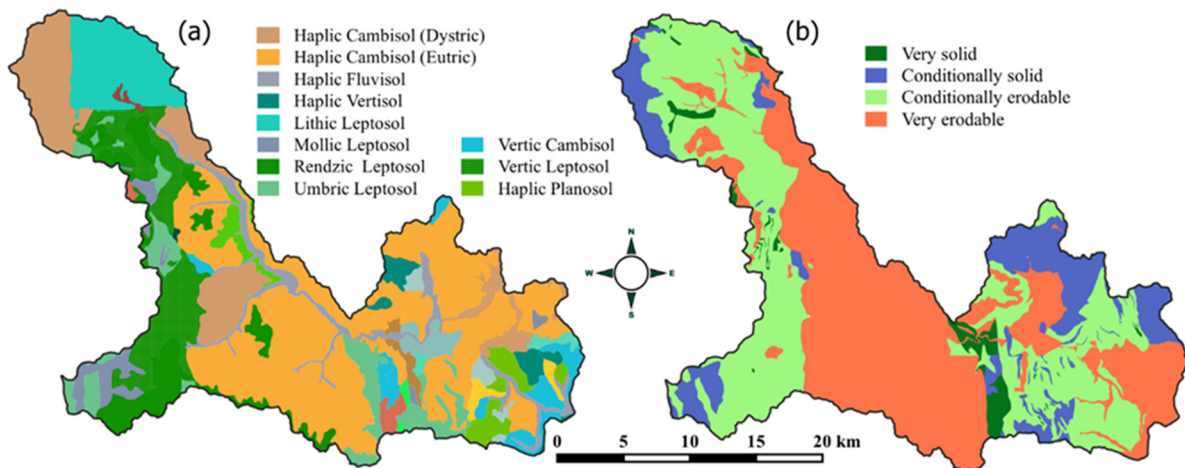 (a)
Haplic Cambisol (Dystric)
Haplic Cambisol (Eutric)
Haplic Fluvisol
Haplic Vertisol
Lithic Leptosol
Mollic Leptosol
Rendzic Leptosol
Umbric Leptosol
Vertic Cambisol
Vertic Leptosol
Haplic Planosol
N
W
E
S
(b)
Very solid
Conditionally solid
Conditionally erodable
Very erodable
0 5 10 15 20 km